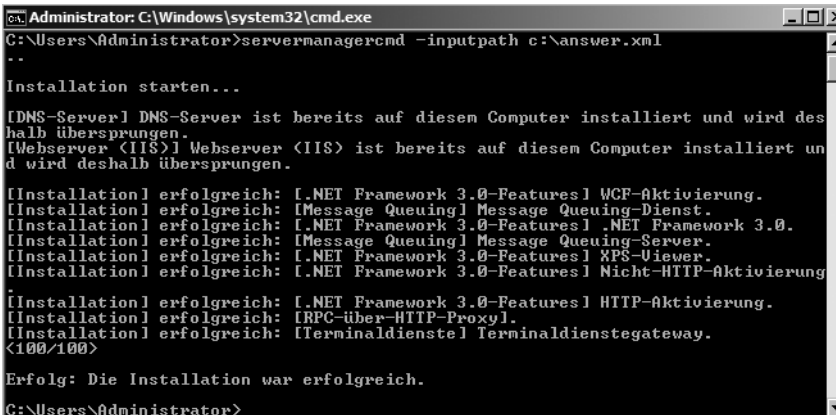 Administrator: C:\Windows\system32\cmd.exe
C:\Users\Administrator>servermanagercmd -inputpath c:\answer.xml
..
Installation starten...
[DNS-Server] DNS-Server ist bereits auf diesem Computer installiert und wird des
halb übersprungen.
[Webserver (IIS)] Webserver (IIS) ist bereits auf diesem Computer installiert un
d wird deshalb übersprungen.
[Installation] erfolgreich: [.NET Framework 3.0-Features] WCF-Aktivierung.
[Installation] erfolgreich: [Message Queuing] Message Queuing-Dienst.
[Installation] erfolgreich: [.NET Framework 3.0-Features] .NET Framework 3.0.
[Installation] erfolgreich: [Message Queuing] Message Queuing-Server.
[Installation] erfolgreich: [.NET Framework 3.0-Features] XPS-Viewer.
[Installation] erfolgreich: [.NET Framework 3.0-Features] Nicht-HTTP-Aktivierung
.
[Installation] erfolgreich: [.NET Framework 3.0-Features] HTTP-Aktivierung.
[Installation] erfolgreich: [RPC-über-HTTP-Proxy].
[Installation] erfolgreich: [Terminaldienste] Terminaldienstegateway.
<100/100>
Erfolg: Die Installation war erfolgreich.
C:\Users\Administrator>